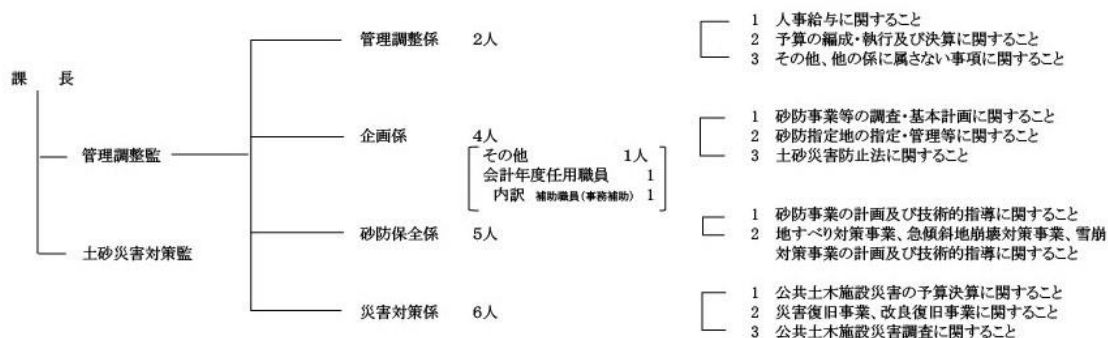 課　長
管理調整監
土砂災害対策監
管理調整係　2人
1　人事給与に関すること
2　予算の編成・執行及び決算に関すること
3　その他、他の係に属さない事項に関すること
企画係　4人
その他　1人
会計年度任用職員　1
内訳　補助職員(事務補助)　1
1　砂防事業等の調査・基本計画に関すること
2　砂防指定地の指定・管理等に関すること
3　土砂災害防止法に関すること
砂防保全係　5人
1　砂防事業の計画及び技術的指導に関すること
2　地すべり対策事業、急傾斜地崩壊対策事業、雪崩
対策事業の計画及び技術的指導に関すること
災害対策係　6人
1　公共土木施設災害の予算決算に関すること
2　災害復旧事業、改良復旧事業に関すること
3　公共土木施設災害調査に関すること